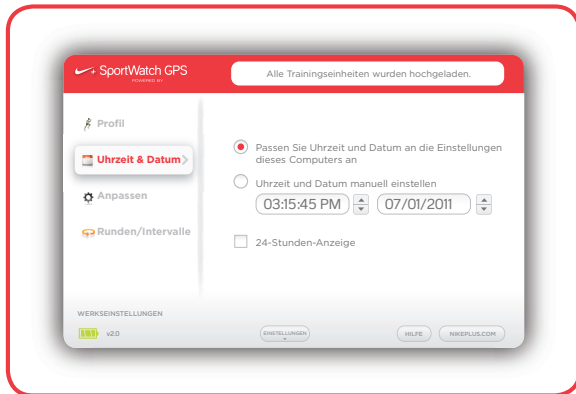 SportWatch GPS
POWERED BY
Alle Trainingseinheiten wurden hochgeladen.
Profil
Uhrzeit & Datum
Anpassen
Runden/Intervalle
Passen Sie Uhrzeit und Datum an die Einstellungen
dieses Computers an
Uhrzeit und Datum manuell einstellen
03:15:45 PM 07/01/2011
24-Stunden-Anzeige
WERKSEINSTELLUNGEN
v2.0
EINSTELLUNGEN
HILFE
NIKEPLUS.COM